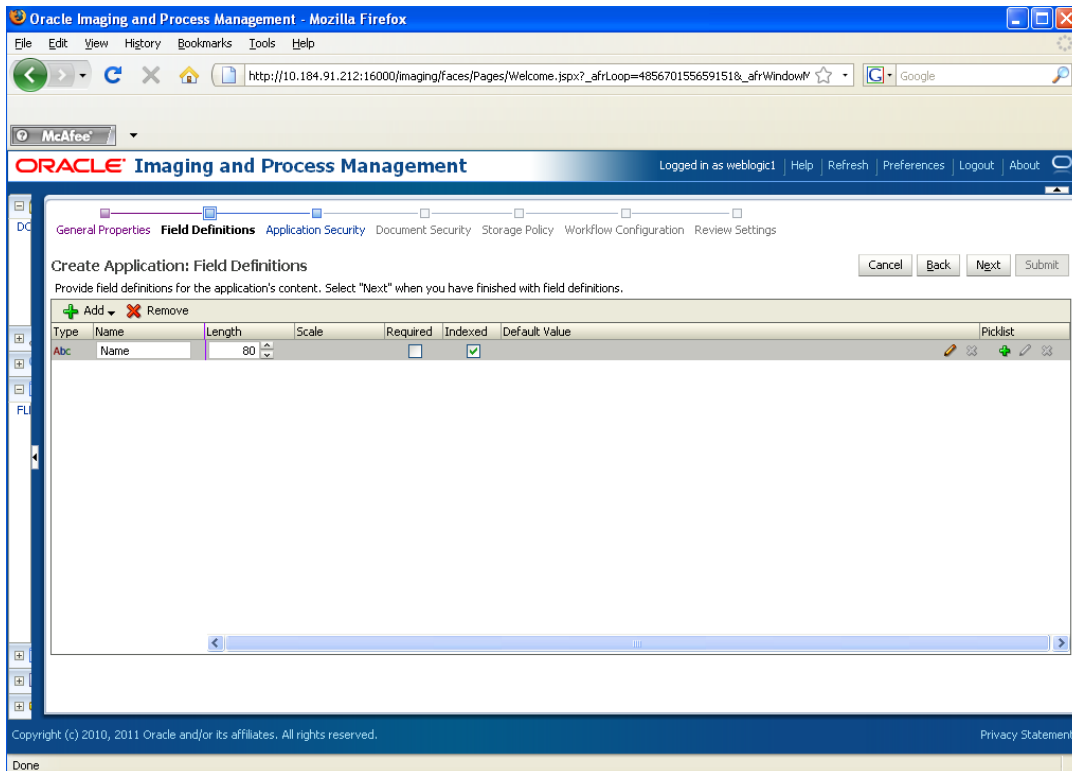 Oracle Imaging and Process Management - Mozilla Firefox
File Edit View History Bookmarks Tools Help
http://10.184.91.212:16000/imaging/faces/Pages/Welcome.jspx?_afrLoop=485670155659151&_afrWindowM
G Google
McAfee
ORACLE Imaging and Process Management
Logged in as weblogic1 | Help | Refresh | Preferences | Logout | About
DC
General Properties Field Definitions Application Security Document Security Storage Policy Workflow Configuration Review Settings
Create Application: Field Definitions
Cancel Back Next Submit
Provide field definitions for the application's content. Select "Next" when you have finished with field definitions.
Add Remove
Type Name Length Scale Required Indexed Default Value Picklist
Abc Name 80
FLI
Copyright (c) 2010, 2011 Oracle and/or its affiliates. All rights reserved.
Privacy Statement
Done